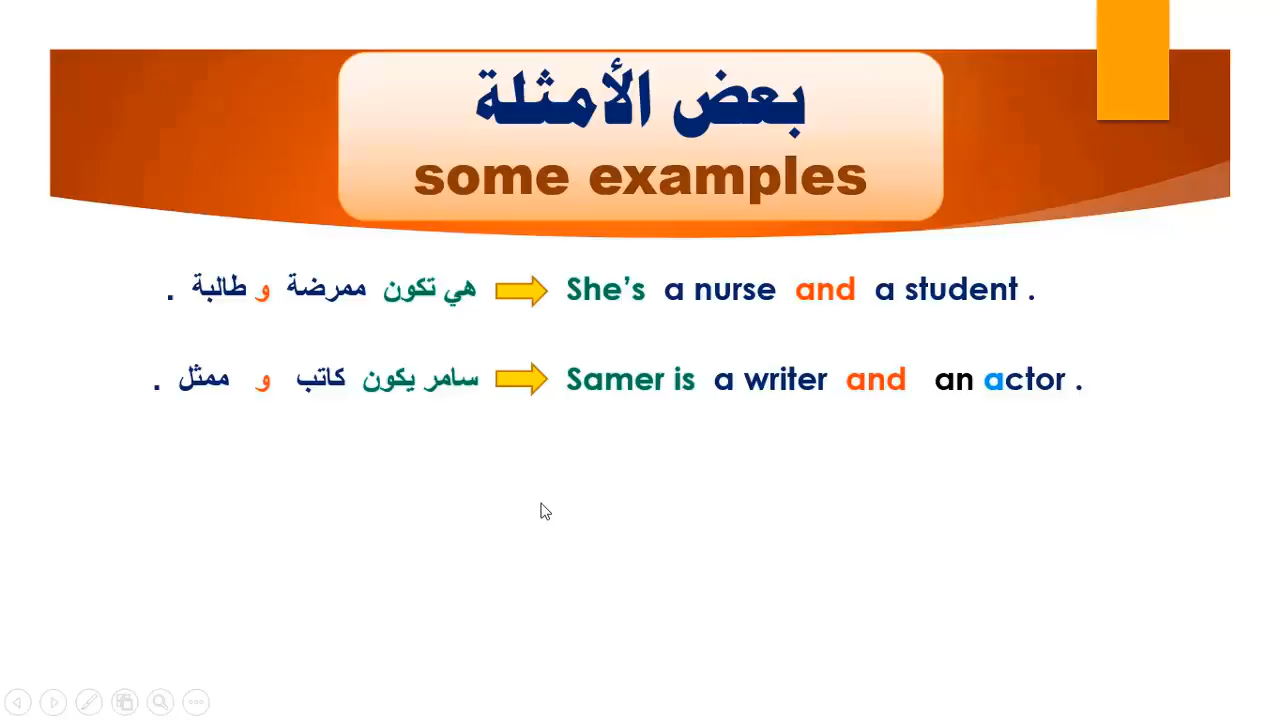 بعض الأمثلة
some examples
She's a nurse and a student .
هي تكون ممرضة و طالبة .
Samer is a writer and an actor .
سامر يكون كاتب و ممثل .